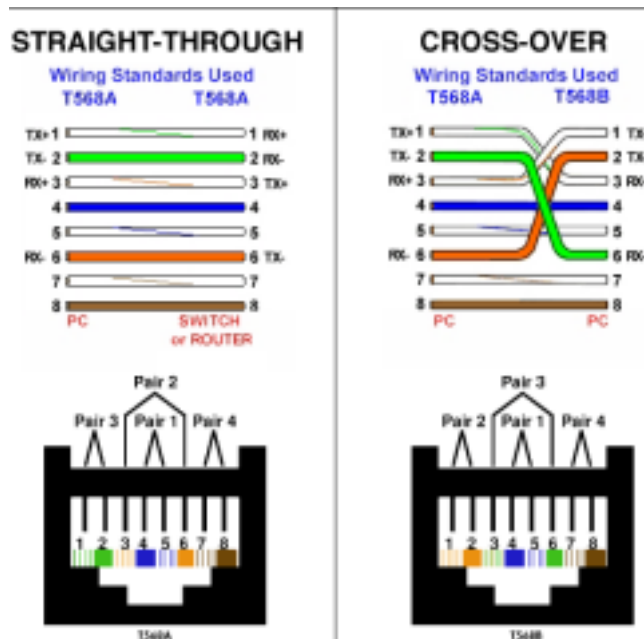 STRAIGHT-THROUGH
Wiring Standards Used
T568A T568A
TX+ 1 1 RX+
TX- 2 2 RX-
RX+ 3 3 TX+
4 4
5 5
RX- 6 6 TX-
7 7
8 8
PC SWITCH
or ROUTER
Pair 2
Pair 3 Pair 1 Pair 4
1 2 3 4 5 6 7 8
T568A
CROSS-OVER
Wiring Standards Used
T568A T568B
TX+ 1 1 TX
TX- 2 2 TX
RX+ 3 3 RX
4 4
5 5
RX- 6 6 RX
7 7
8 8
PC PC
Pair 3
Pair 2 Pair 1 Pair 4
1 2 3 4 5 6 7 8
T568B